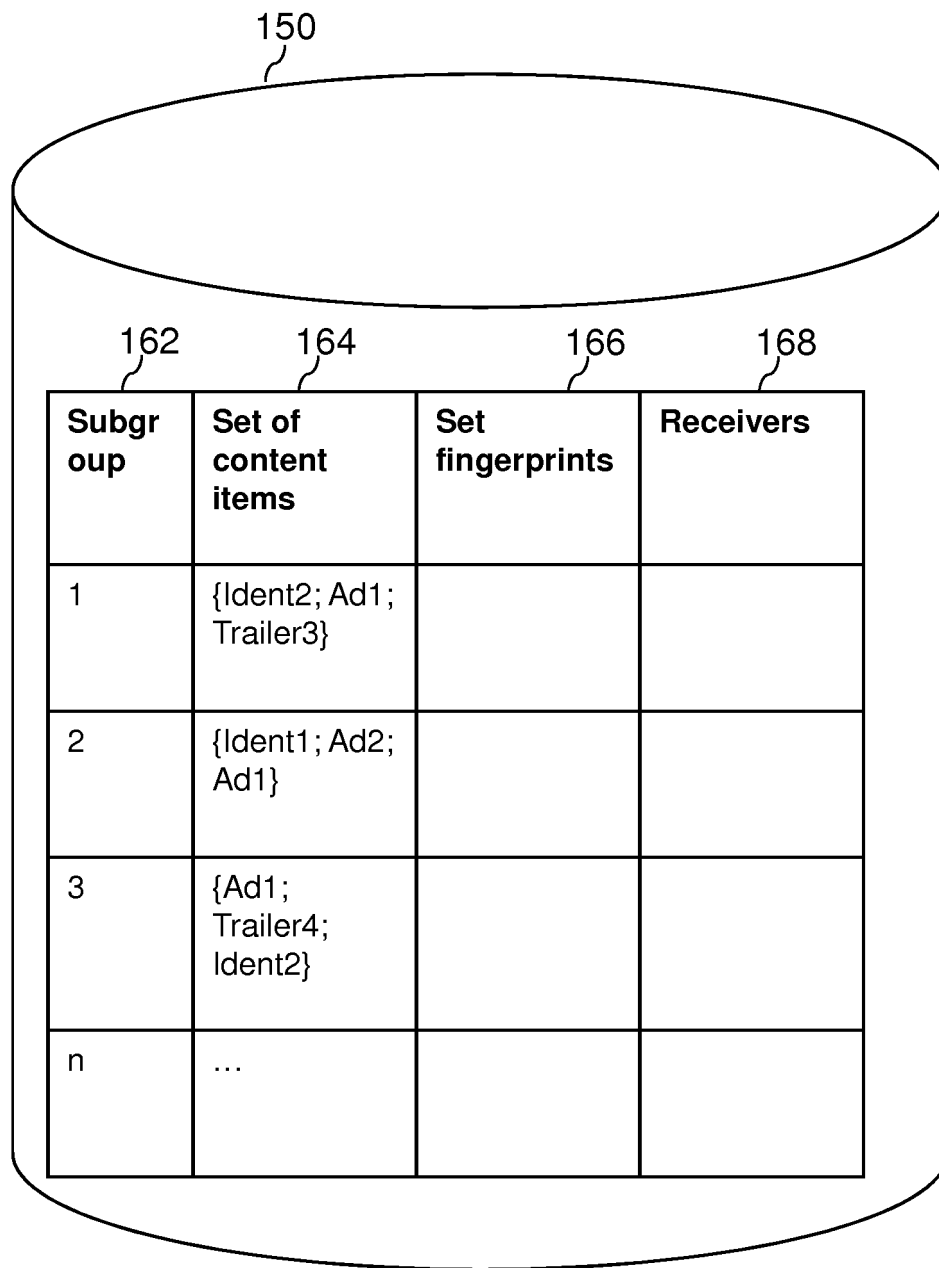 150
162 164 166 168
Subgr Set of Set Receivers
oup content fingerprints
items
1 {Ident2; Ad1;
Trailer3}
2 {Ident1; Ad2;
Ad1}
3 {Ad1;
Trailer4;
Ident2}
n ...